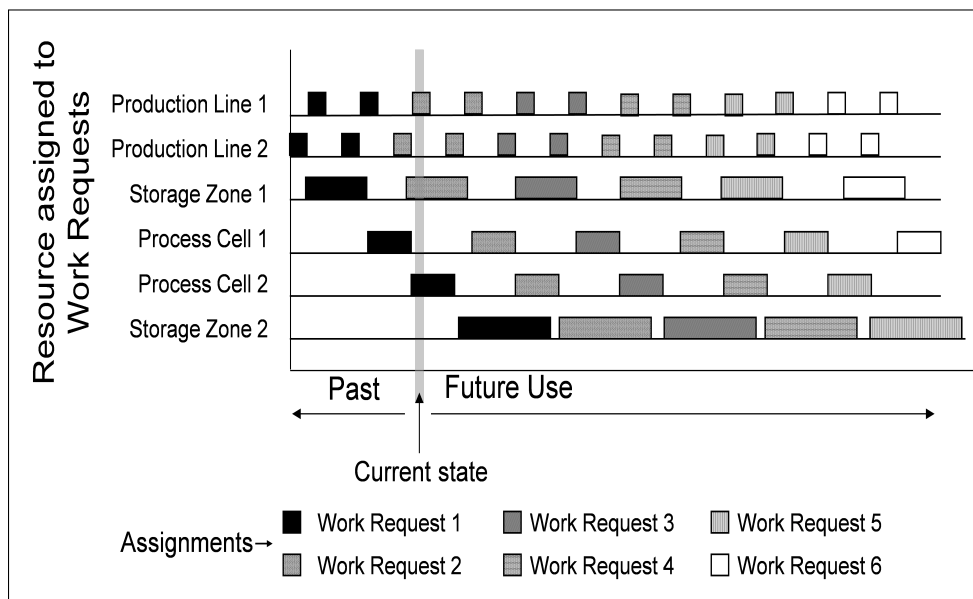 Resource assigned to
Work Requests
Production Line 1
Production Line 2
Storage Zone 1
Process Cell 1
Process Cell 2
Storage Zone 2
Past
Future Use
Current state
Assignments
Work Request 1
Work Request 3
Work Request 5
Work Request 2
Work Request 4
Work Request 6